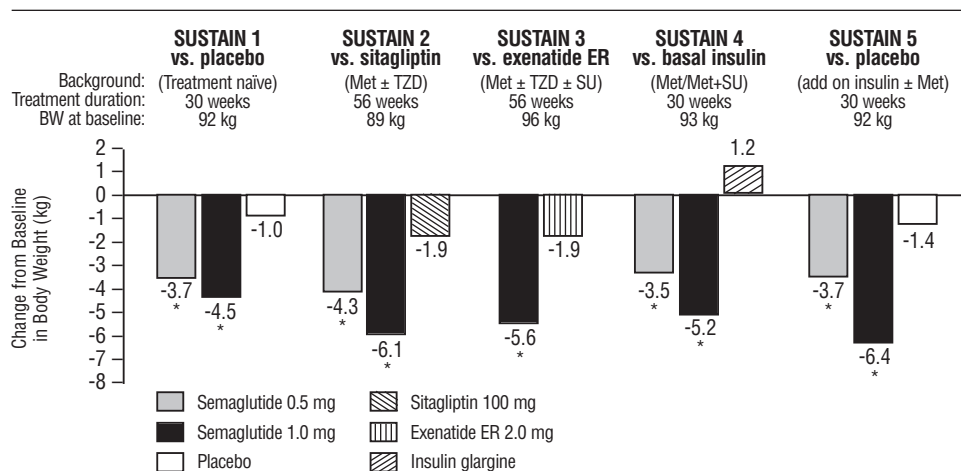 SUSTAIN 1 SUSTAIN 2 SUSTAIN 3 SUSTAIN 4 SUSTAIN 5
vs. placebo vs. sitagliptin vs. exenatide ER vs. basal insulin vs. placebo
Background: (Treatment naïve) (Met ± TZD) (Met ± TZD ± SU) (Met/Met+SU) (add on insulin ± Met)
Treatment duration: 30 weeks 56 weeks 56 weeks 30 weeks 30 weeks
BW at baseline: 92 kg 89 kg 96 kg 93 kg 92 kg
Change from Baseline
in Body Weight (kg)
2
1
0
-1
-2
-3
-4
-5
-6
-7
-8
-3.7
*
-4.5
*
-1.0
-4.3
*
-6.1
*
-1.9
-5.6
*
-1.9
-3.5
*
-5.2
*
1.2
-3.7
*
-6.4
*
-1.4
Semaglutide 0.5 mg
Semaglutide 1.0 mg
Placebo
Sitagliptin 100 mg
Exenatide ER 2.0 mg
Insulin glargine